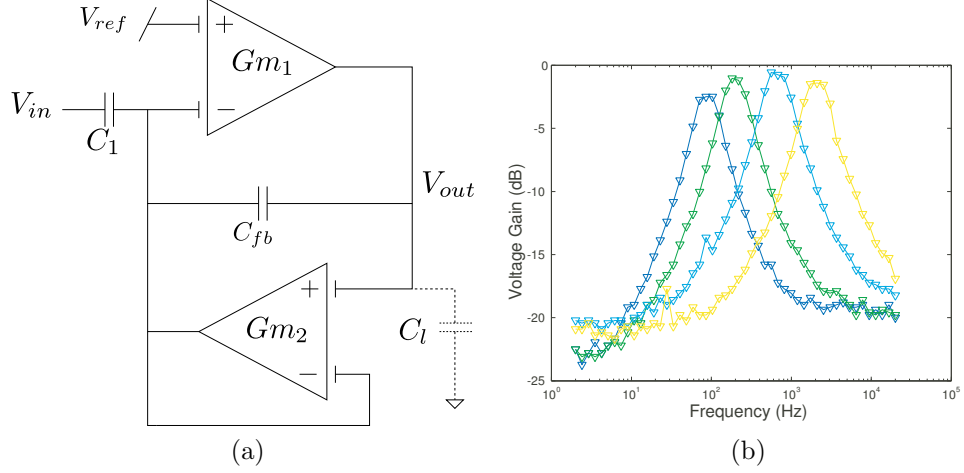 V_ref
+
Gm_1
V_in
−
C_1
V_out
C_fb
+
Gm_2
C_l
−
(a)
0
-5
-10
-15
-20
-25
Voltage Gain (dB)
10^0
10^1
10^2
10^3
10^4
10^5
Frequency (Hz)
(b)